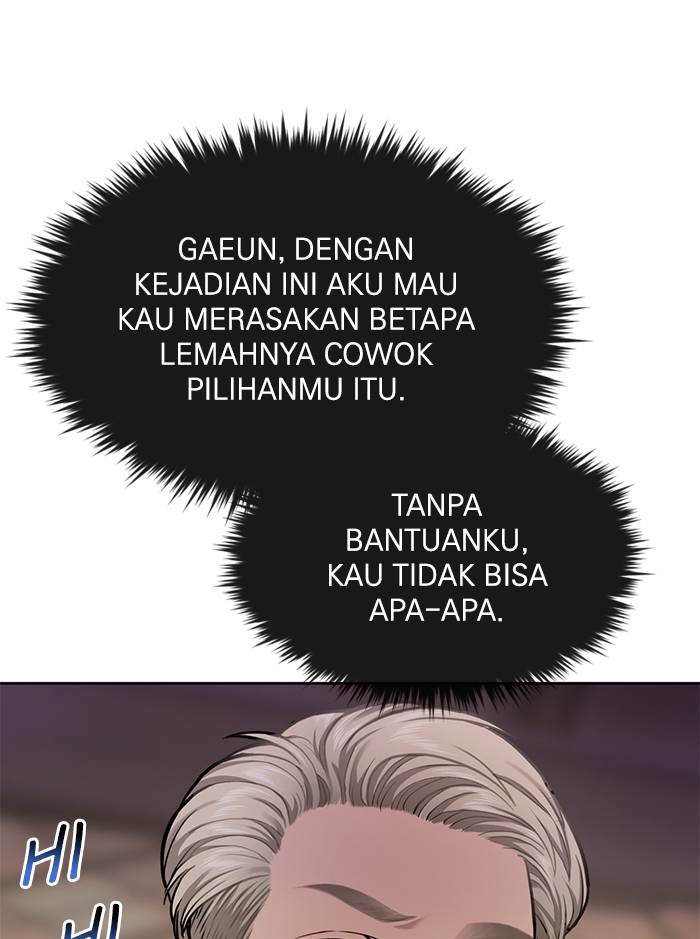 GAEUN, DENGAN
KEJADIAN INI AKU MAU
KAU MERASAKAN BETAPA
LEMAHNYA COWOK
PILIHANMU ITU.
TANPA
BANTUANKU,
KAU TIDAK BISA
APA-APA.
HI
HI